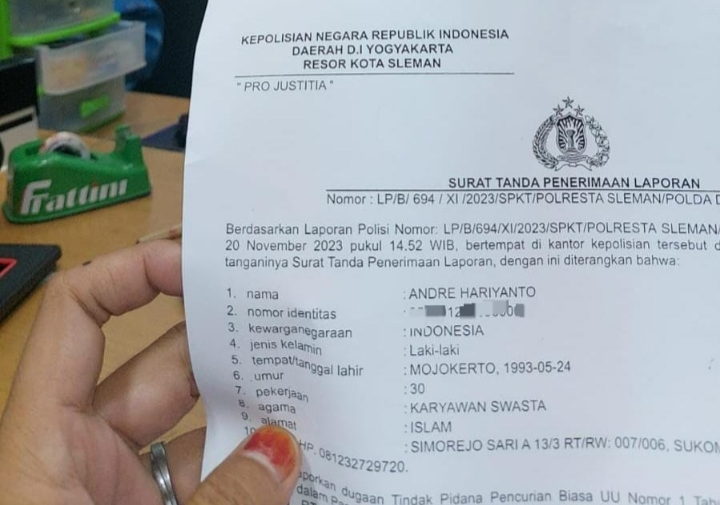 KEPOLISIAN NEGARA REPUBLIK INDONESIA
DAERAH D.I YOGYAKARTA
RESOR KOTA SLEMAN
" PRO JUSTITIA "
Frattini
SURAT TANDA PENERIMAAN LAPORAN
Nomor : LP/B/ 694 / XI /2023/SPKT/POLRESTA SLEMAN/POLDA D
Berdasarkan Laporan Polisi Nomor: LP/B/694/XI/2023/SPKT/POLRESTA SLEMAN/
20 November 2023 pukul 14.52 WIB, bertempat di kantor kepolisian tersebut d
tanganinya Surat Tanda Penerimaan Laporan, dengan ini diterangkan bahwa:
1. nama : ANDRE HARIYANTO
2. nomor identitas :
3. kewarganegaraan : INDONESIA
4. jenis kelamin : Laki-laki
5. tempat/tanggal lahir : MOJOKERTO, 1993-05-24
6. umur : 30
7. pekerjaan : KARYAWAN SWASTA
8. agama : ISLAM
9. alamat : SIMOREJO SARI A 13/3 RT/RW: 007/006, SUKOM
10 HP. 081232729720.
aporkan dugaan Tindak Pidana Pencurian Biasa UU Nomor 1 Tah
dalam